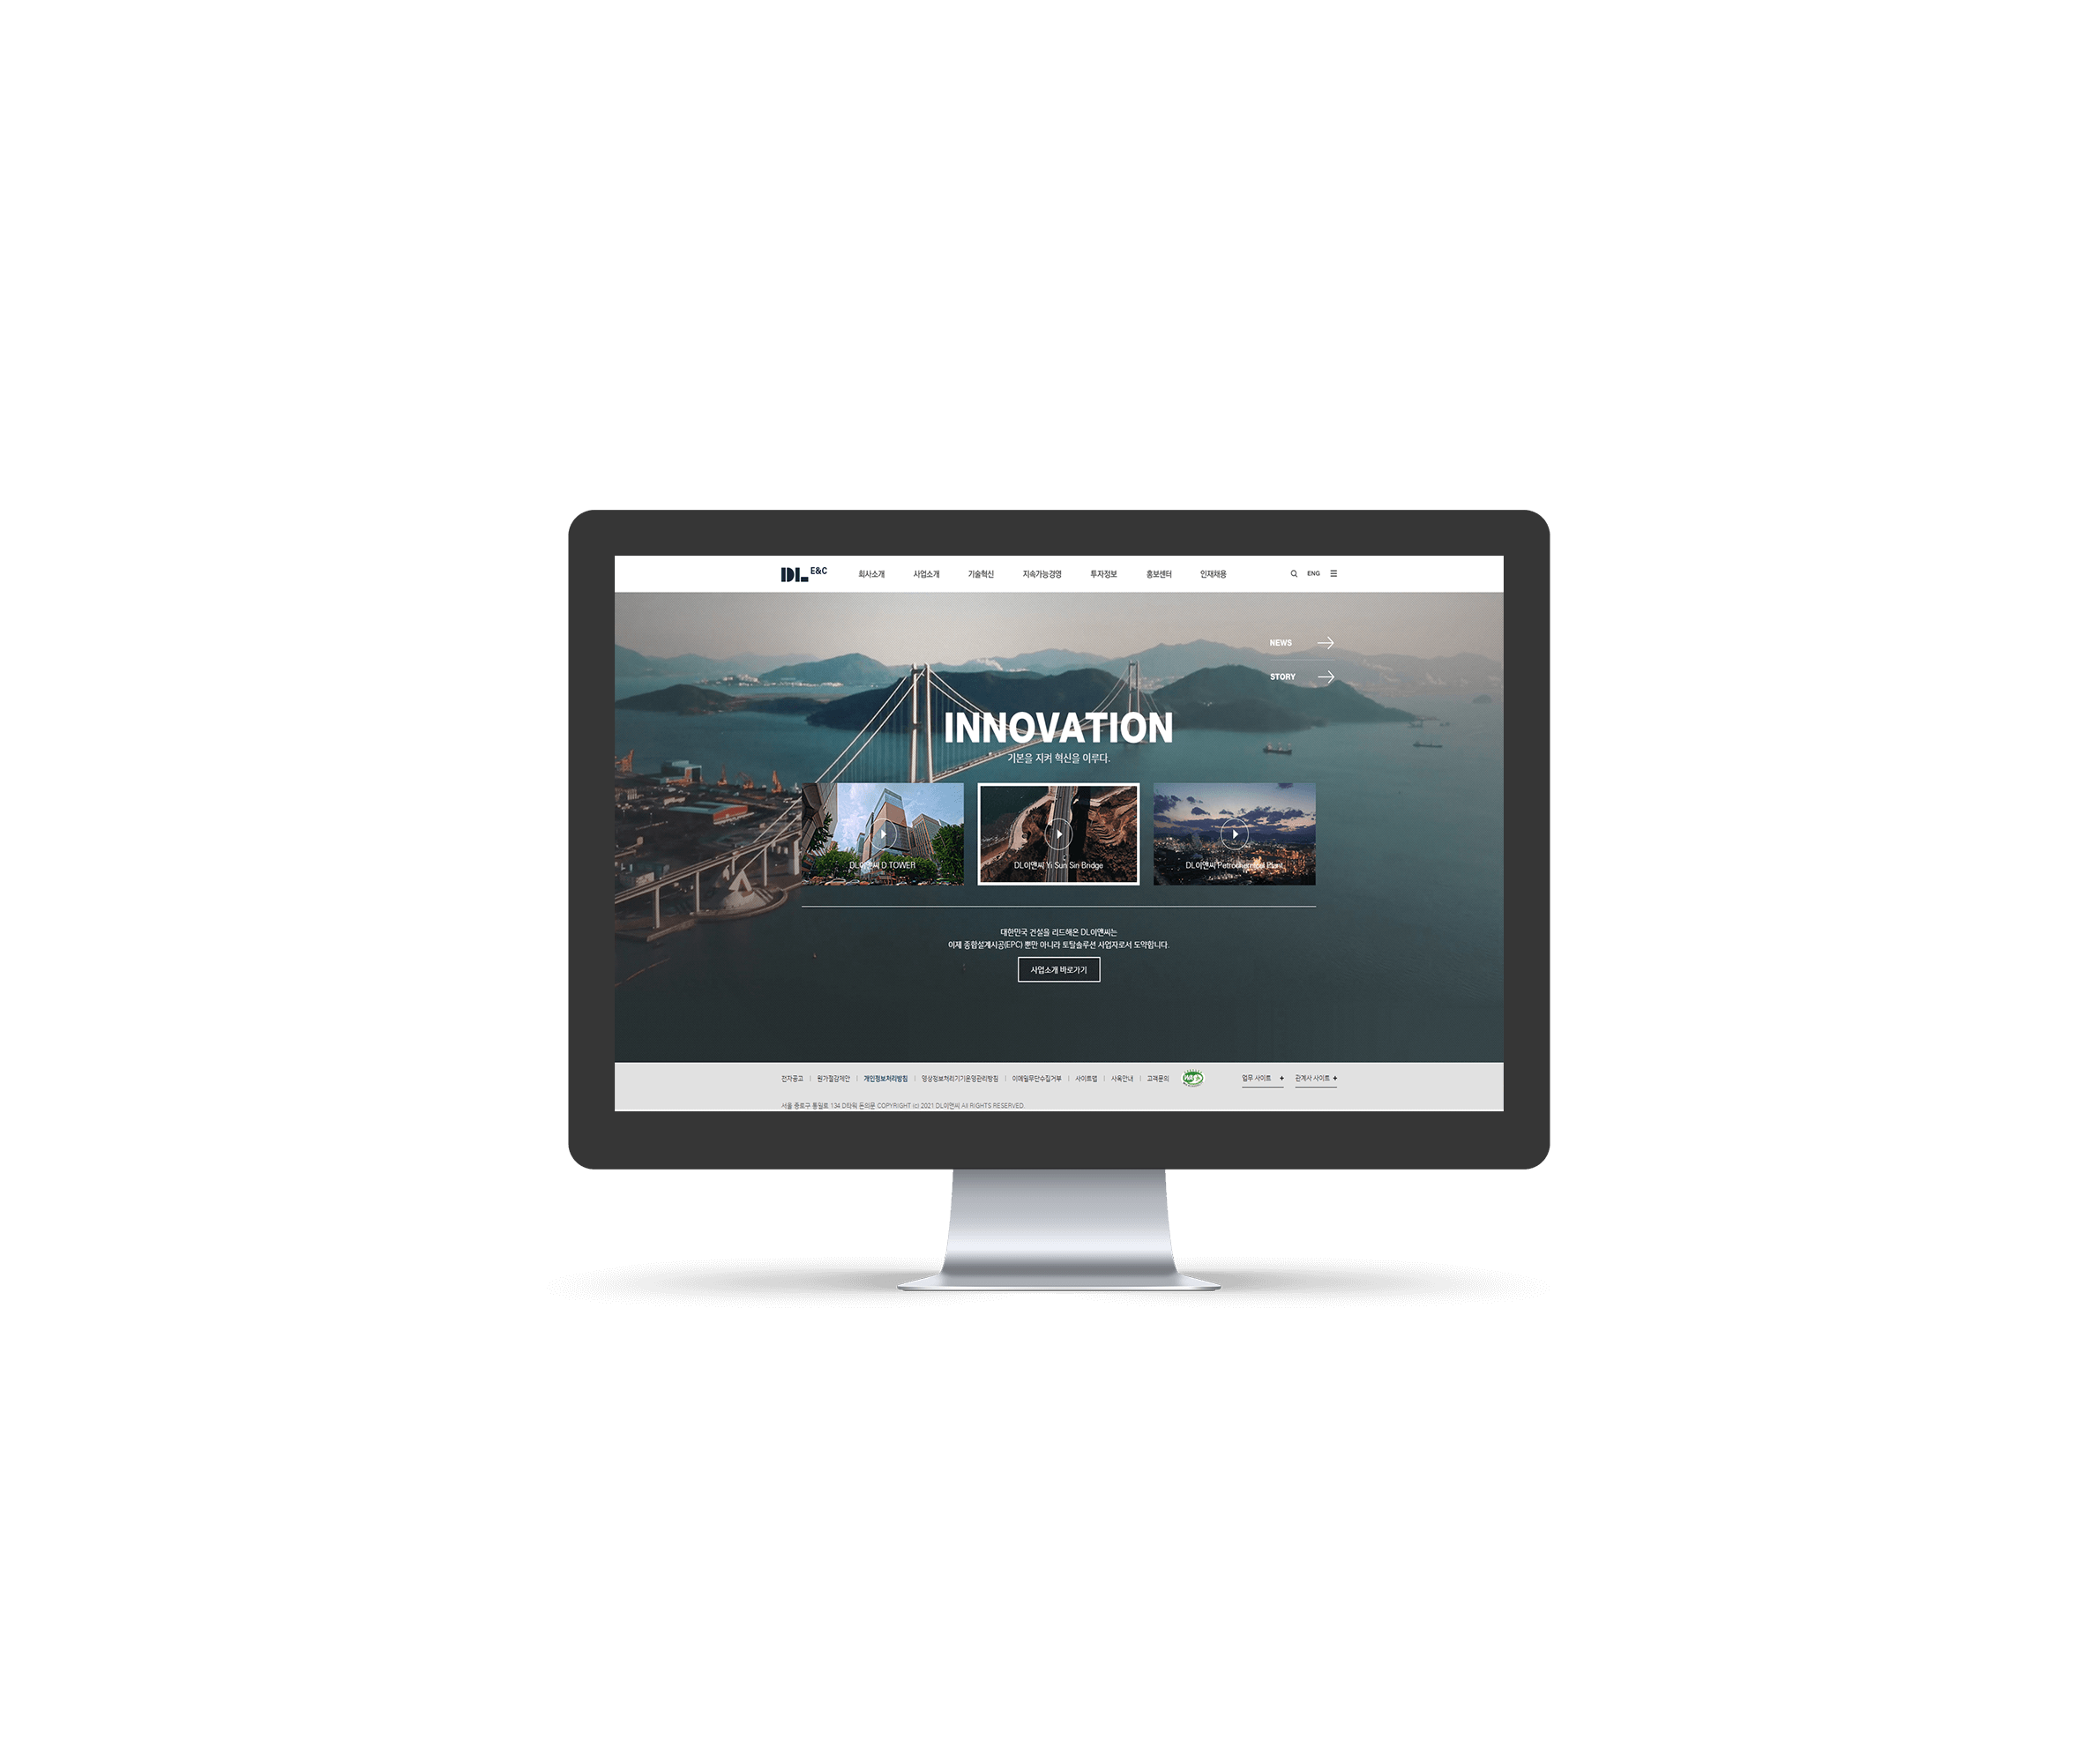 DL E&C 회사소개 사업소개 기술혁신 지속가능경영 투자정보 홍보센터 인재채용 ENG
NEWS
STORY
INNOVATION
기본을 지켜 혁신을 이루다.
DL이앤씨 D TOWER
DL이앤씨 Yi Sun Sin Bridge
DL이앤씨 Petrochemical Plant
대한민국 건설을 리드해온 DL이앤씨는
이제 종합설계시공(EPC) 뿐만 아니라 토탈솔루션 사업자로서 도약합니다.
사업소개 바로가기
전자공고 | 원가절감제안 | 개인정보처리방침 | 영상정보처리기기운영관리방침 | 이메일무단수집거부 | 사이트맵 | 사옥안내 | 고객문의 업무 사이트 + 관계사 사이트 +
서울 종로구 통일로 134 D타워 돈의문 COPYRIGHT (c) 2021 DL이앤씨 All RIGHTS RESERVED.